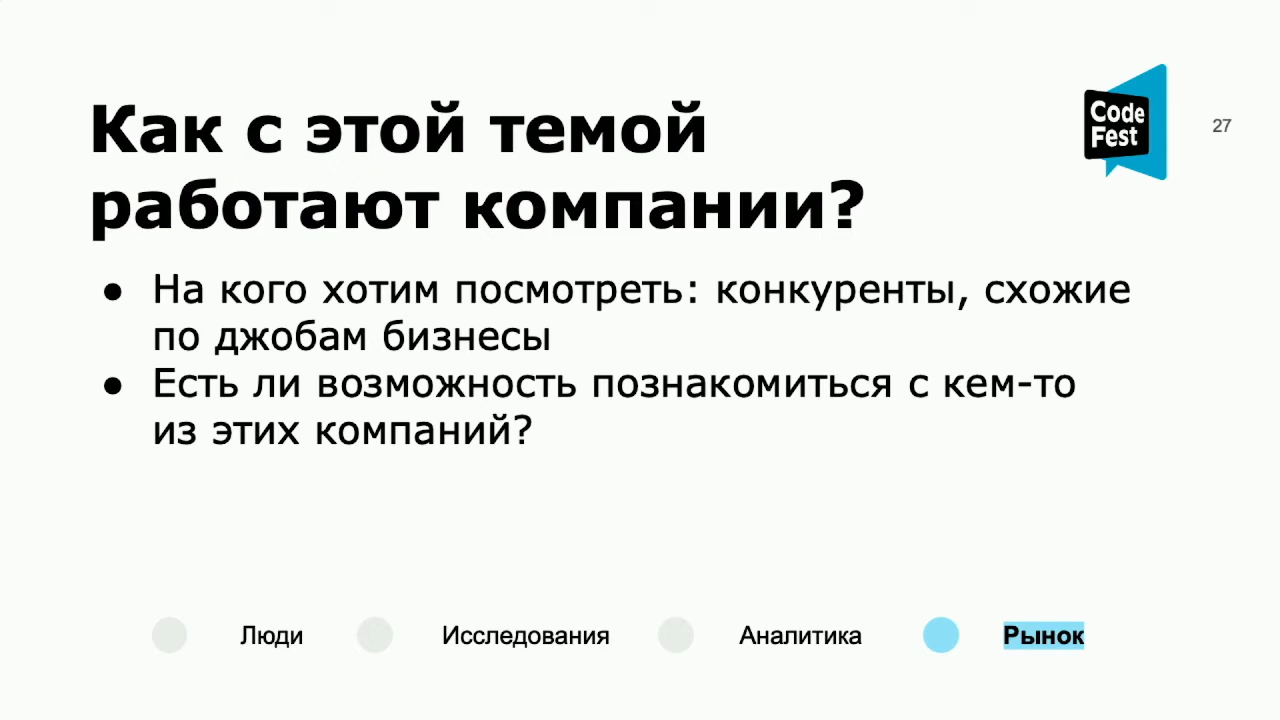 Как с этой темой
работают компании?
Code
Fest
27
● На кого хотим посмотреть: конкуренты, схожие
по джобам бизнесы
● Есть ли возможность познакомиться с кем-то
из этих компаний?
Люди
Исследования
Аналитика
Рынок